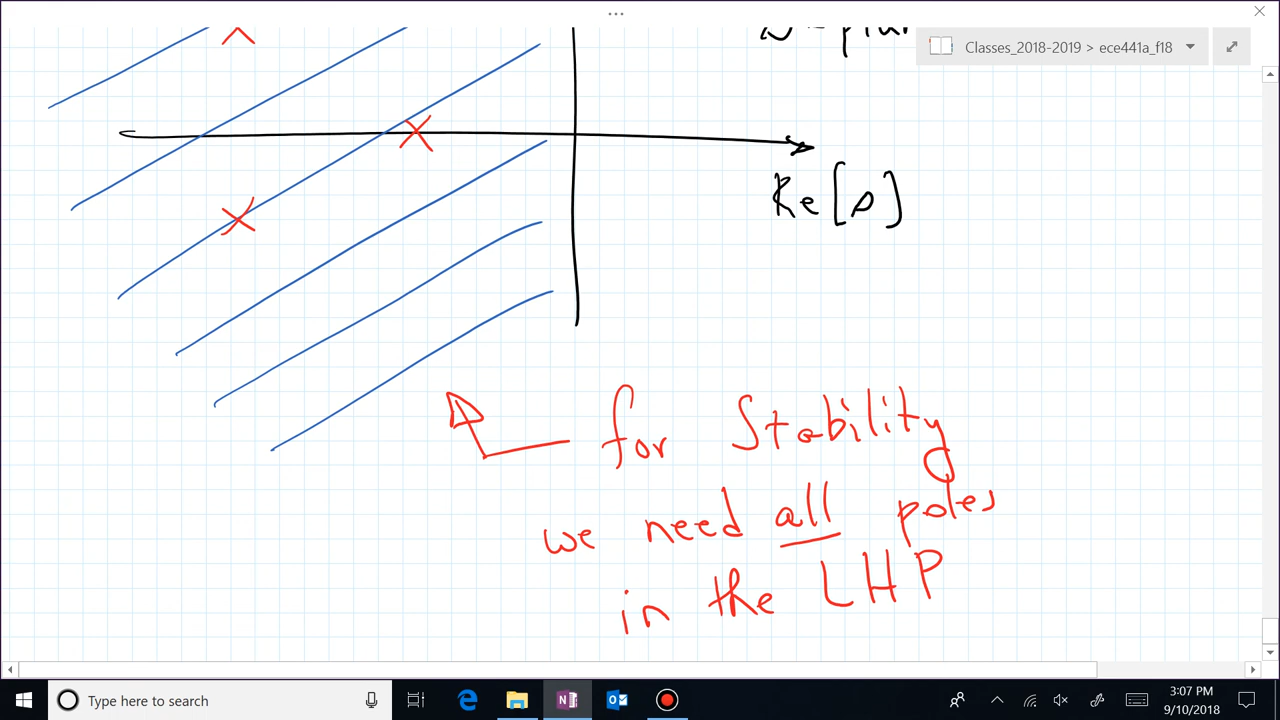 Classes_2018-2019 > ece441a_f18
Re[s]
for Stability
we need all poles
in the LHP
Type here to search
3:07 PM
9/10/2018